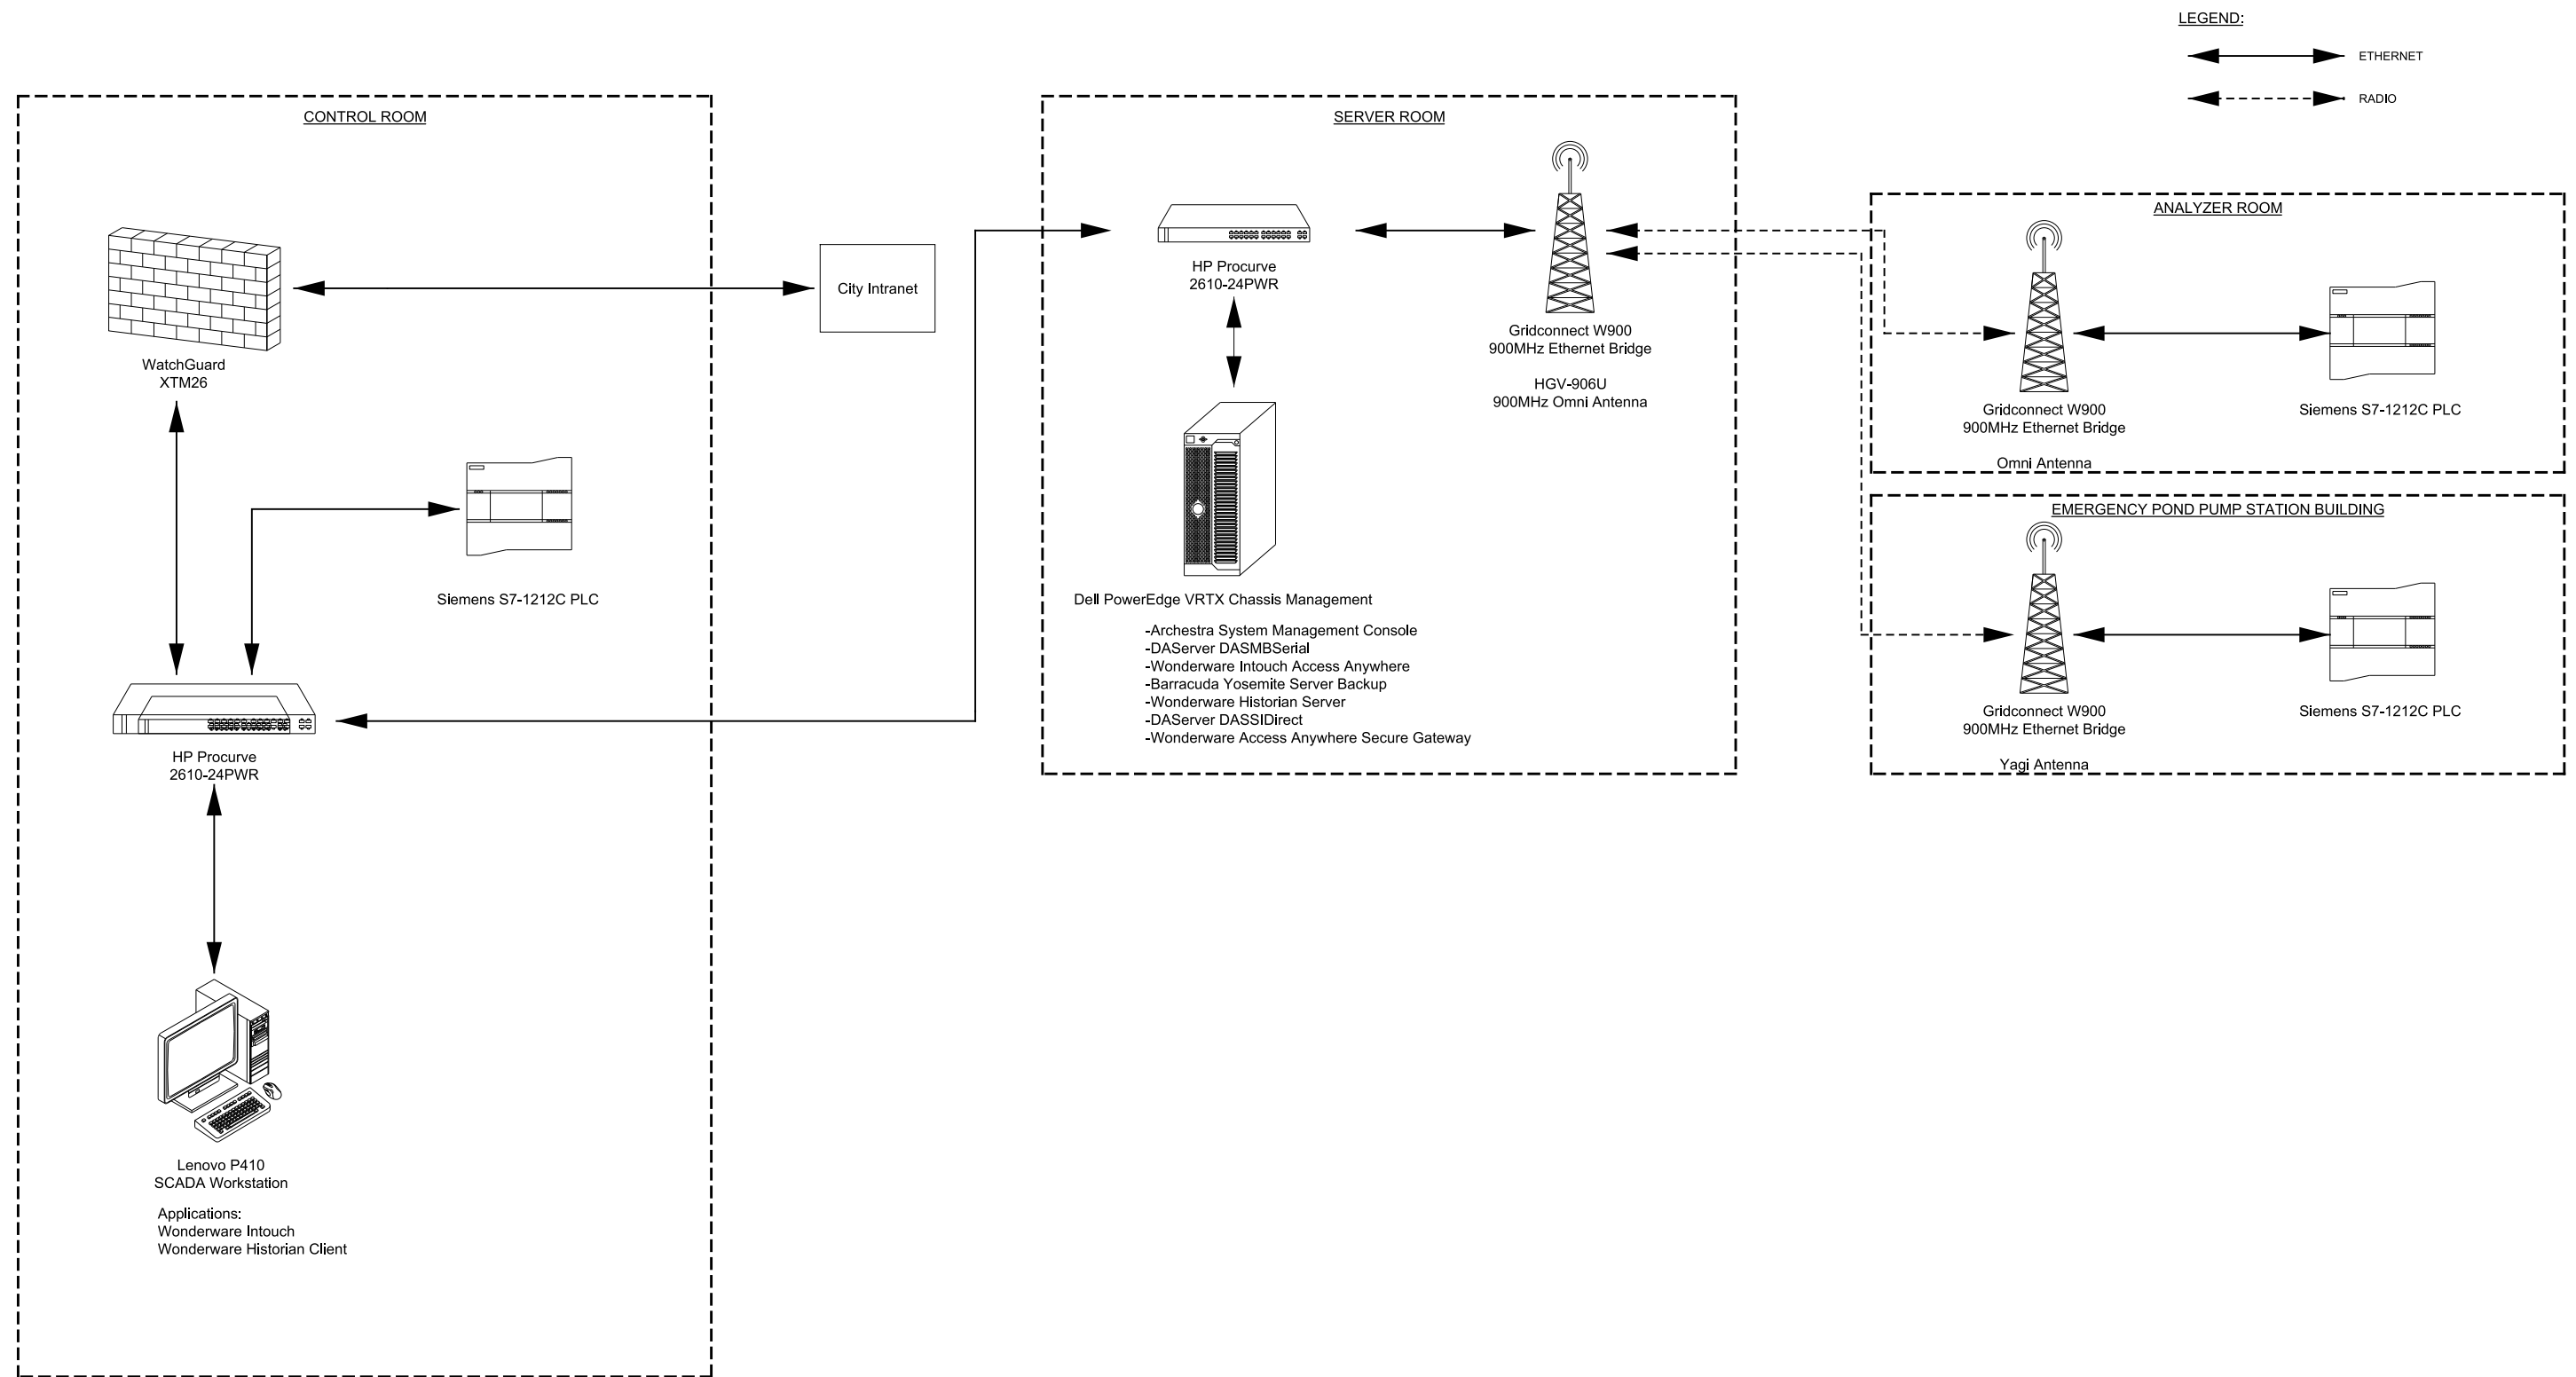 LEGEND:
ETHERNET
RADIO
CONTROL ROOM
WatchGuard
XTM26
Siemens S7-1212C PLC
HP Procurve
2610-24PWR
Lenovo P410
SCADA Workstation
Applications:
Wonderware Intouch
Wonderware Historian Client
City Intranet
SERVER ROOM
HP Procurve
2610-24PWR
Gridconnect W900
900MHz Ethernet Bridge
HGV-906U
900MHz Omni Antenna
Dell PowerEdge VRTX Chassis Management
-Archestra System Management Console
-DAServer DASMBSerial
-Wonderware Intouch Access Anywhere
-Barracuda Yosemite Server Backup
-Wonderware Historian Server
-DAServer DASSIDirect
-Wonderware Access Anywhere Secure Gateway
ANALYZER ROOM
Gridconnect W900
900MHz Ethernet Bridge
Omni Antenna
Siemens S7-1212C PLC
EMERGENCY POND PUMP STATION BUILDING
Gridconnect W900
900MHz Ethernet Bridge
Yagi Antenna
Siemens S7-1212C PLC